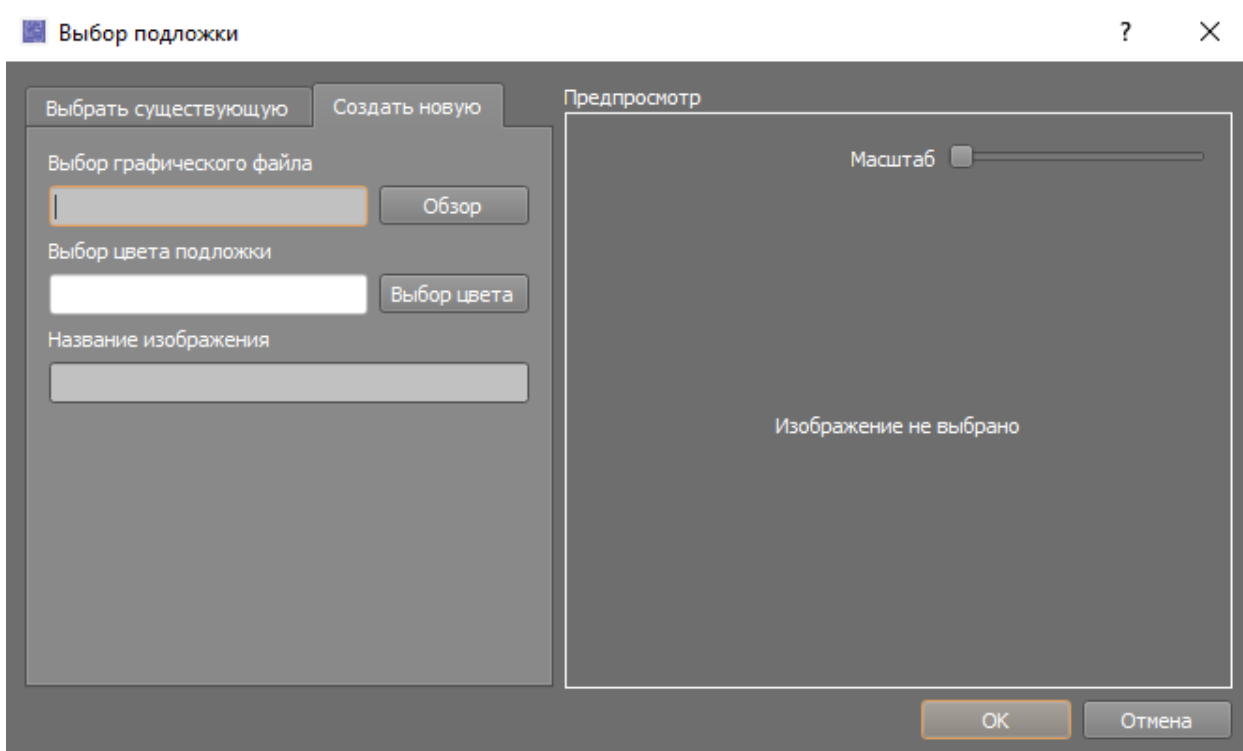 Выбор подложки
?
Выбрать существующую
Создать новую
Выбор графического файла
Обзор
Выбор цвета подложки
Выбор цвета
Название изображения
Предпросмотр
Масштаб
Изображение не выбрано
OK
Отмена